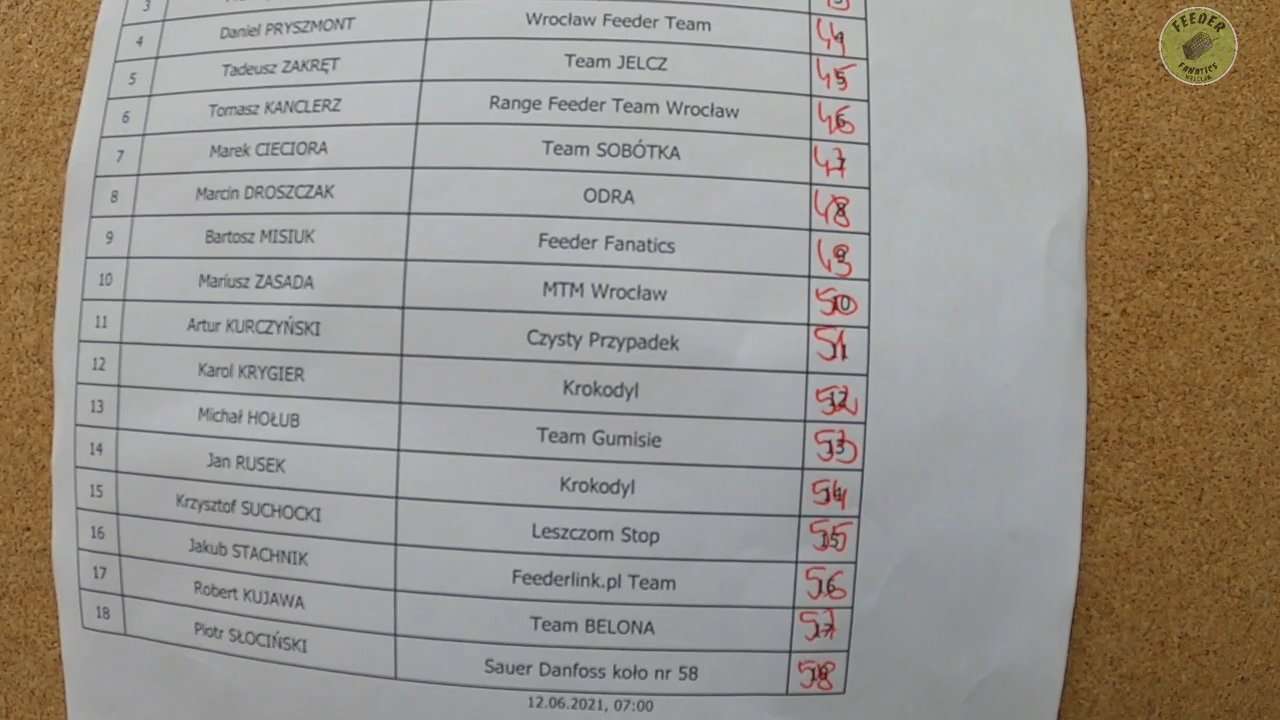 3
4 Daniel PRYSZMONT Wrocław Feeder Team 44
5 Tadeusz ZAKRĘT Team JELCZ 45
6 Tomasz KANCLERZ Range Feeder Team Wrocław 46
7 Marek CIECIORA Team SOBÓTKA 47
8 Marcin DROSZCZAK ODRA 48
9 Bartosz MISIUK Feeder Fanatics 49
10 Mariusz ZASADA MTM Wrocław 50
11 Artur KURCZYŃSKI Czysty Przypadek 51
12 Karol KRYGIER Krokodyl 52
13 Michał HOŁUB Team Gumisie 53
14 Jan RUSEK Krokodyl 54
15 Krzysztof SUCHOCKI Leszczom Stop 55
16 Jakub STACHNIK Feederlink.pl Team 56
17 Robert KUJAWA Team BELONA 57
18 Piotr SŁOCIŃSKI Sauer Danfoss koło nr 58 58
12.06.2021, 07:00
FEEDER
FANATICS
WROCŁAW